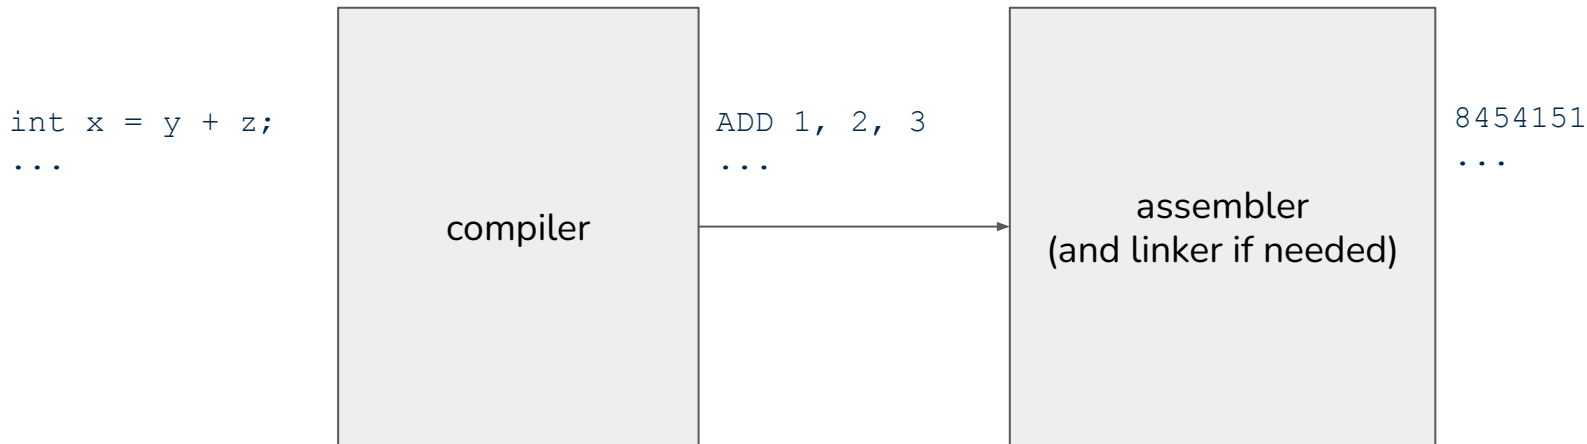 int x = y + z;
...
compiler
ADD 1, 2, 3
...
assembler
(and linker if needed)
8454151
...